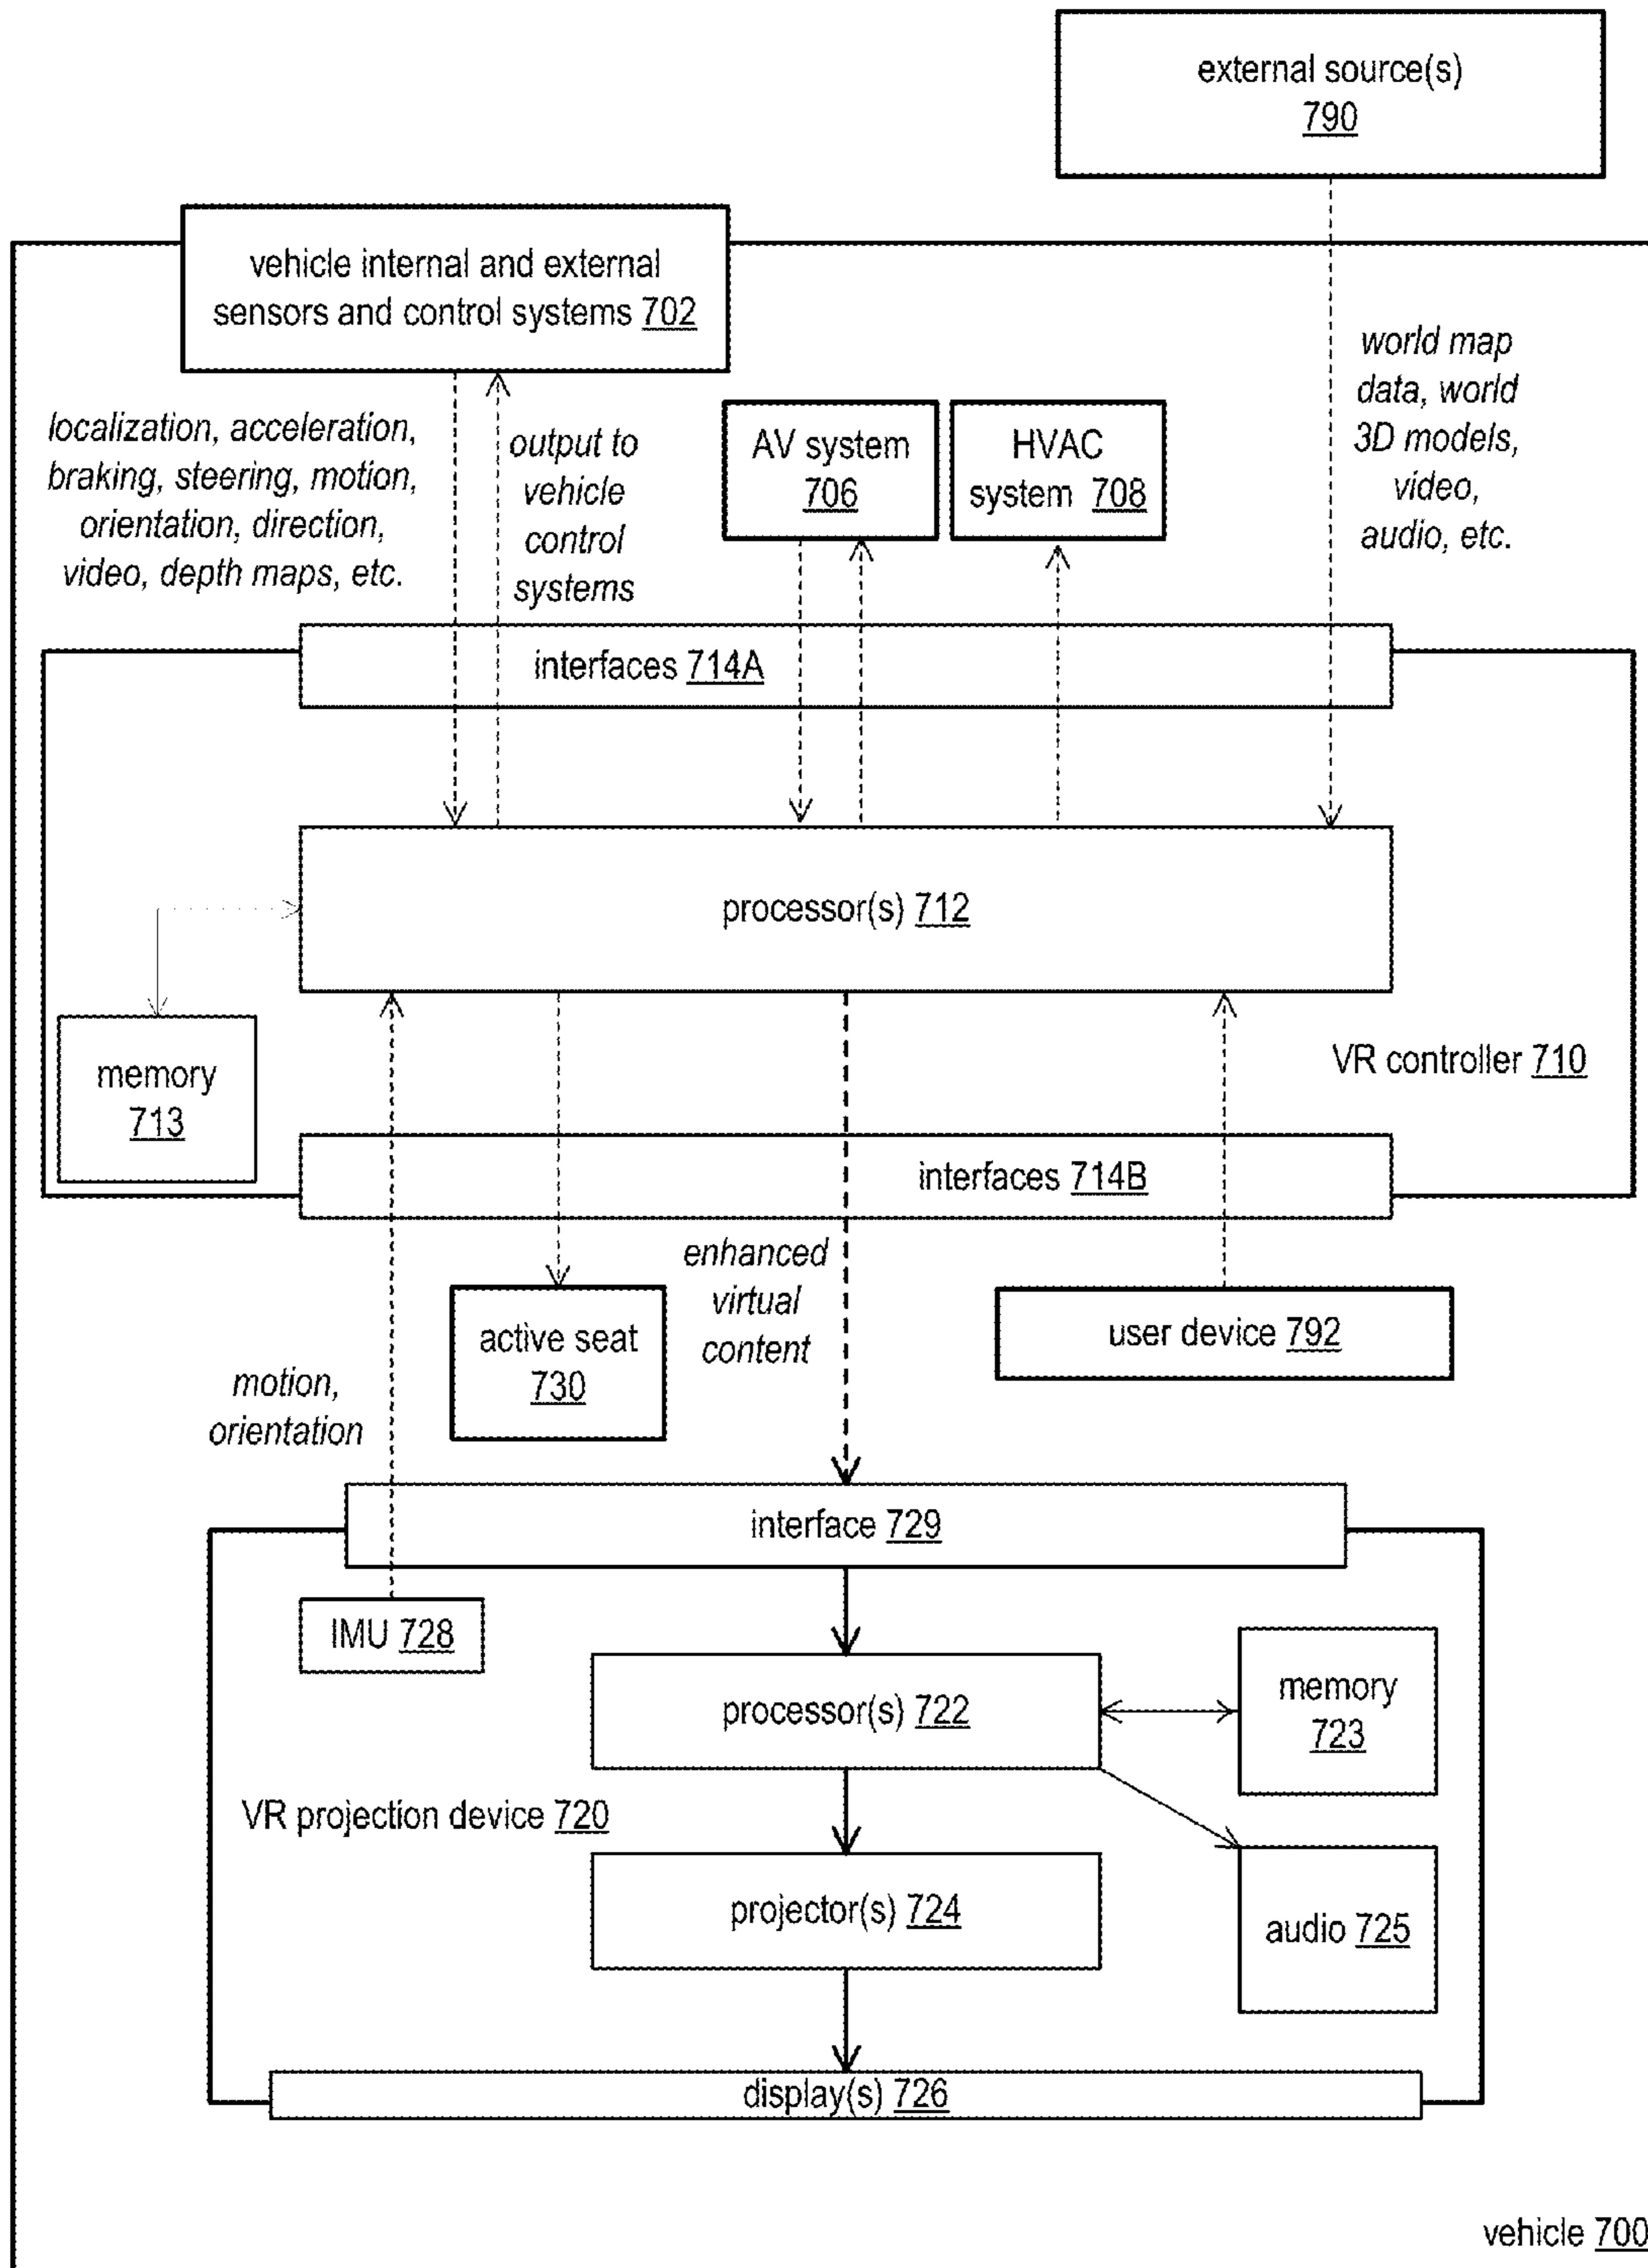 external source(s)
790
vehicle internal and external
sensors and control systems 702
world map
data, world
3D models,
video,
audio, etc.
localization, acceleration,
braking, steering, motion,
orientation, direction,
video, depth maps, etc.
output to
vehicle
control
systems
AV system
706
HVAC
system 708
interfaces 714A
processor(s) 712
memory
713
VR controller 710
interfaces 714B
enhanced
virtual
content
active seat
730
user device 792
motion,
orientation
interface 729
IMU 728
processor(s) 722
memory
723
VR projection device 720
projector(s) 724
audio 725
display(s) 726
vehicle 700